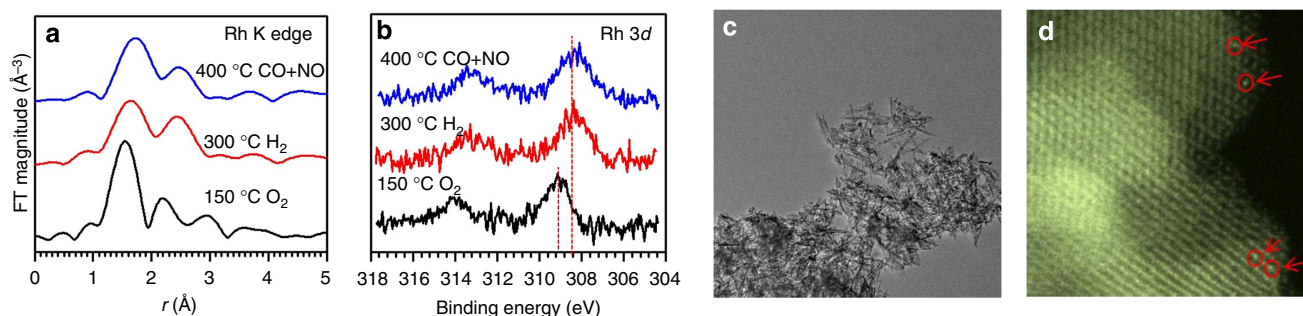 a
Rh K edge
400 °C CO+NO
300 °C H₂
150 °C O₂
FT magnitude (Å⁻³)
0 1 2 3 4 5
r (Å)
b
Rh 3d
400 °C CO+NO
300 °C H₂
150 °C O₂
318 316 314 312 310 308 306 304
Binding energy (eV)
c
d